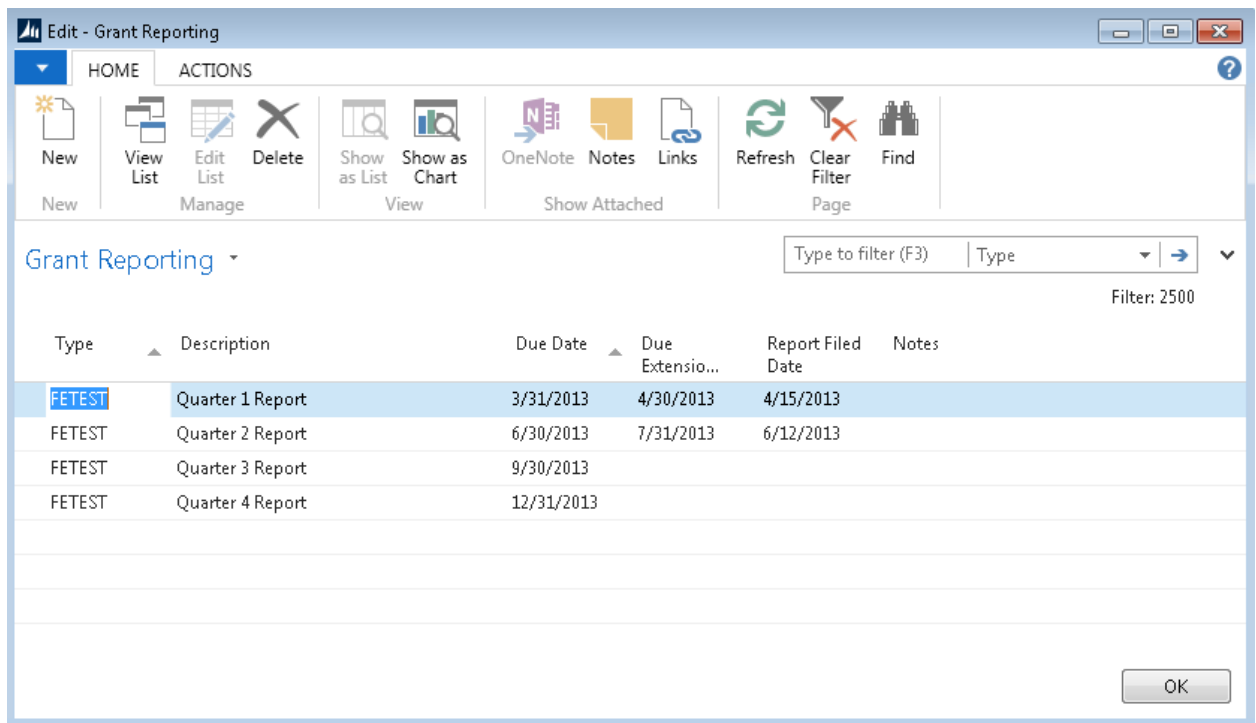 Edit - Grant Reporting
HOME ACTIONS
New View List Edit List Delete Show as List Show as Chart OneNote Notes Links Refresh Clear Filter Find
New Manage View Show Attached Page
Grant Reporting Type to filter (F3) Type
Filter: 2500
Type Description Due Date Due Extensio... Report Filed Date Notes
FETEST Quarter 1 Report 3/31/2013 4/30/2013 4/15/2013
FETEST Quarter 2 Report 6/30/2013 7/31/2013 6/12/2013
FETEST Quarter 3 Report 9/30/2013
FETEST Quarter 4 Report 12/31/2013
OK